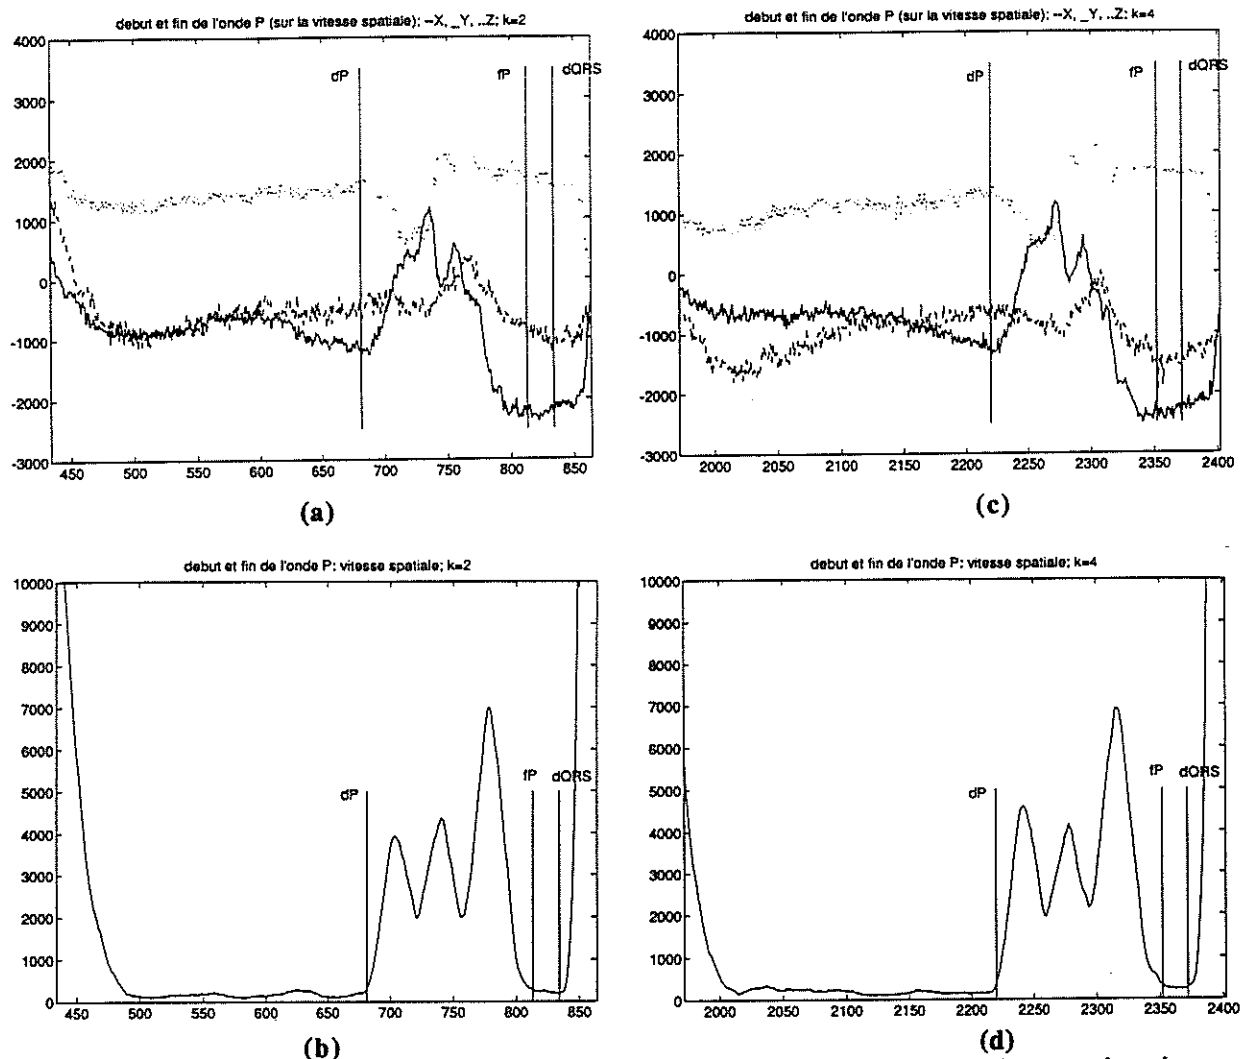 debut et fin de l'onde P (sur la vitesse spatiale); --X, _Y, ..Z; k=2
4000
3000
2000
1000
0
-1000
-2000
-3000
dP
fP
dQRS
450 500 550 600 650 700 750 800 850
(a)
debut et fin de l'onde P (sur la vitesse spatiale); --X, _Y, ..Z; k=4
4000
3000
2000
1000
0
-1000
-2000
-3000
dP
fP
dQRS
2000 2050 2100 2150 2200 2250 2300 2350 2400
(c)
debut et fin de l'onde P: vitesse spatiale; k=2
10000
9000
8000
7000
6000
5000
4000
3000
2000
1000
0
dP
fP
dQRS
450 500 550 600 650 700 750 800 850
(b)
debut et fin de l'onde P: vitesse spatiale; k=4
10000
9000
8000
7000
6000
5000
4000
3000
2000
1000
0
dP
fP
dQRS
2000 2050 2100 2150 2200 2250 2300 2350 2400
(d)